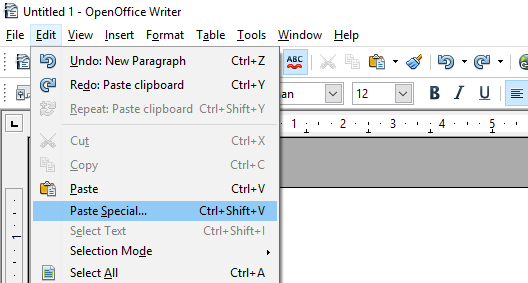 Untitled 1 - OpenOffice Writer
File Edit View Insert Format Table Tools Window Help
Undo: New Paragraph Ctrl+Z
ABC
Redo: Paste clipboard Ctrl+Y
Repeat: Paste clipboard Ctrl+Shift+Y
an 12 B I U
Cut Ctrl+X
1 2 3 4 5
Copy Ctrl+C
Paste Ctrl+V
Paste Special... Ctrl+Shift+V
Select Text Ctrl+Shift+I
1
Selection Mode
Select All Ctrl+A